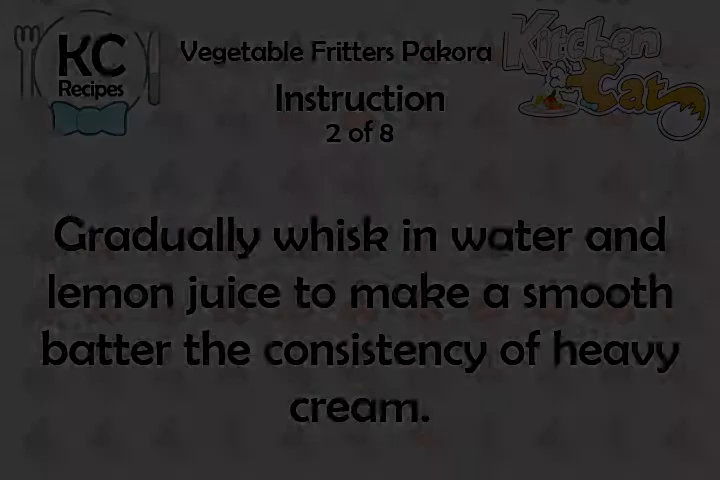 KC
Recipes
Vegetable Fritters Pakora
Kitchen
Cat
Instruction
2 of 8
Gradually whisk in water and
lemon juice to make a smooth
batter the consistency of heavy
cream.